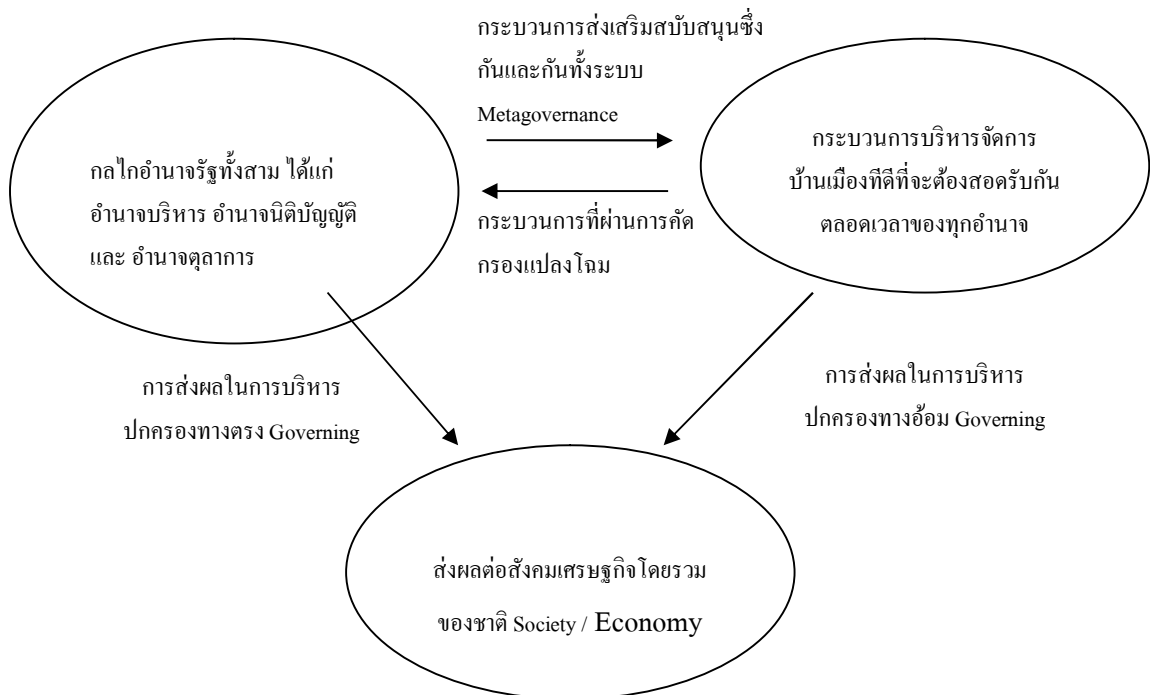 กระบวนการส่งเสริมสบับสนุนซึ่ง
กันและกันทั้งระบบ
Metagovernance
กลไกอำนาจรัฐทั้งสาม ได้แก่
อำนาจบริหาร อำนาจนิติบัญญัติ
และ อำนาจตุลาการ
กระบวนการที่ผ่านการคัด
กรองแปลงโฉม
กระบวนการบริหารจัดการ
บ้านเมืองทีดีที่จะต้องสอดรับกัน
ตลอดเวลาของทุกอำนาจ
การส่งผลในการบริหาร
ปกครองทางตรง Governing
การส่งผลในการบริหาร
ปกครองทางอ้อม Governing
ส่งผลต่อสังคมเศรษฐกิจโดยรวม
ของชาติ Society / Economy